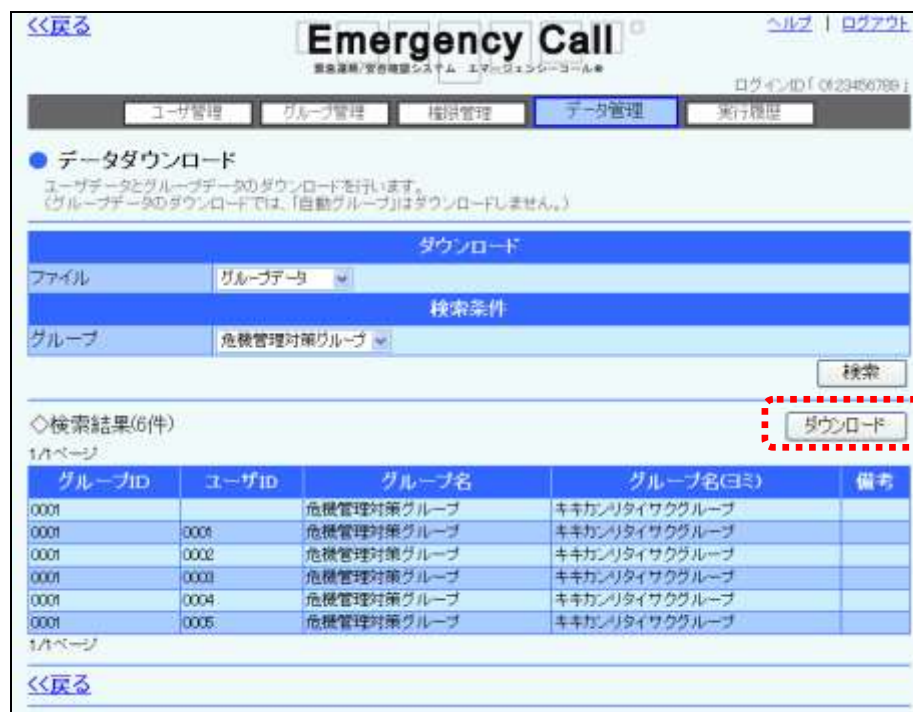 <<戻る
ヘルプ | ログアウト
Emergency Call
緊急連絡/安否確認システム エマージェンシーコール®
ログインID「0123456789」
ユーザ管理 グループ管理 権限管理 データ管理 実行履歴
● データダウンロード
ユーザデータとグループデータのダウンロードを行います。
(グループデータのダウンロードでは、「自動グループ」はダウンロードしません。)
ダウンロード
ファイル グループデータ
検索条件
グループ 危機管理対策グループ
検索
◇検索結果(6件) ダウンロード
1/1ページ
グループID ユーザID グループ名 グループ名(ヨミ) 備考
0001 危機管理対策グループ キキカンリタイサクグループ
0001 0001 危機管理対策グループ キキカンリタイサクグループ
0001 0002 危機管理対策グループ キキカンリタイサクグループ
0001 0003 危機管理対策グループ キキカンリタイサクグループ
0001 0004 危機管理対策グループ キキカンリタイサクグループ
0001 0005 危機管理対策グループ キキカンリタイサクグループ
1/1ページ
<<戻る